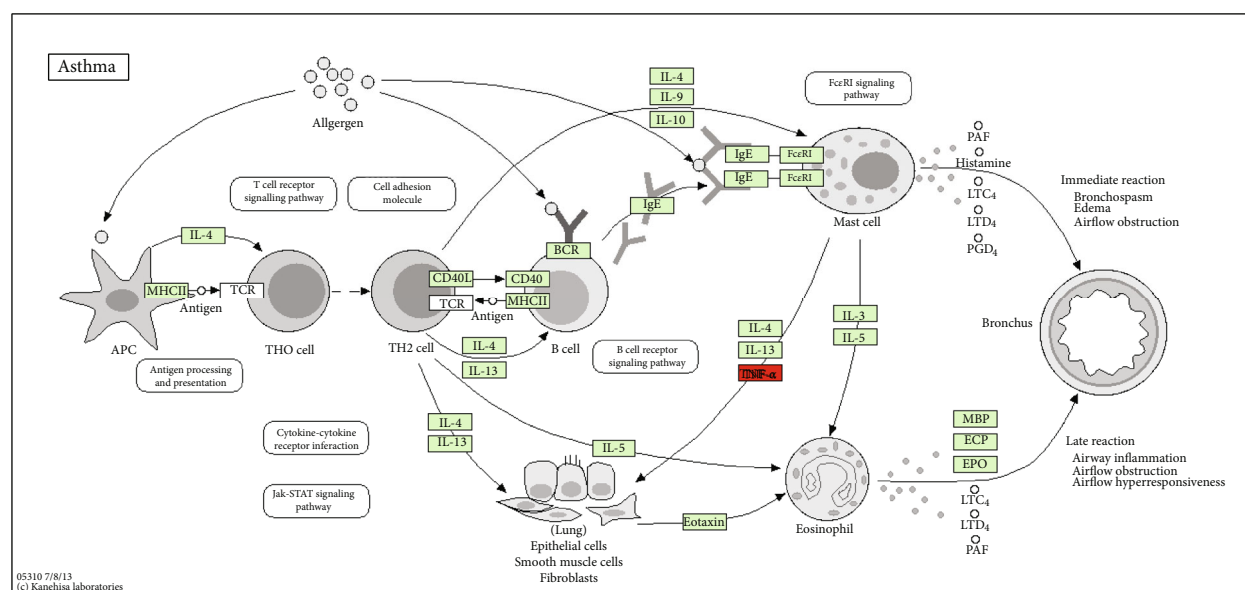 Asthma
Allgergen
IL-4
IL-9
IL-10
FcεRI signaling
pathway
PAF
Histamine
LTC4
LTD4
PGD4
Immediate reaction
Bronchospasm
Edema
Airflow obstruction
T cell receptor
signalling pathway
Cell adhesion
molecule
IgE
FcεRI
IgE
FcεRI
Mast cell
IgE
BCR
IL-4
MHCII
Antigen
TCR
APC
THO cell
CD40L
CD40
TCR
MHCII
Antigen
TH2 cell
B cell
IL-4
IL-13
Antigen processing
and presentation
B cell receptor
signaling pathway
IL-4
IL-13
TNF-α
IL-3
IL-5
Bronchus
Cytokine-cytokine
receptor inferaction
Jak-STAT signaling
pathway
IL-4
IL-13
IL-5
(Lung)
Epithelial cells
Smooth muscle cells
Fibroblasts
Eotaxin
Eosinophil
MBP
ECP
EPO
LTC4
LTD4
PAF
Late reaction
Airway inflammation
Airflow obstruction
Airflow hyperresponsiveness
05310 7/8/13
(c) Kanehisa laboratories